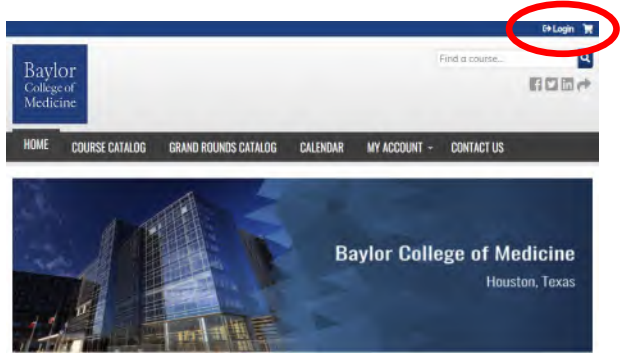 Login
Find a course...
Baylor
College of
Medicine
HOME COURSE CATALOG GRAND ROUNDS CATALOG CALENDAR MY ACCOUNT CONTACT US
Baylor College of Medicine
Houston, Texas